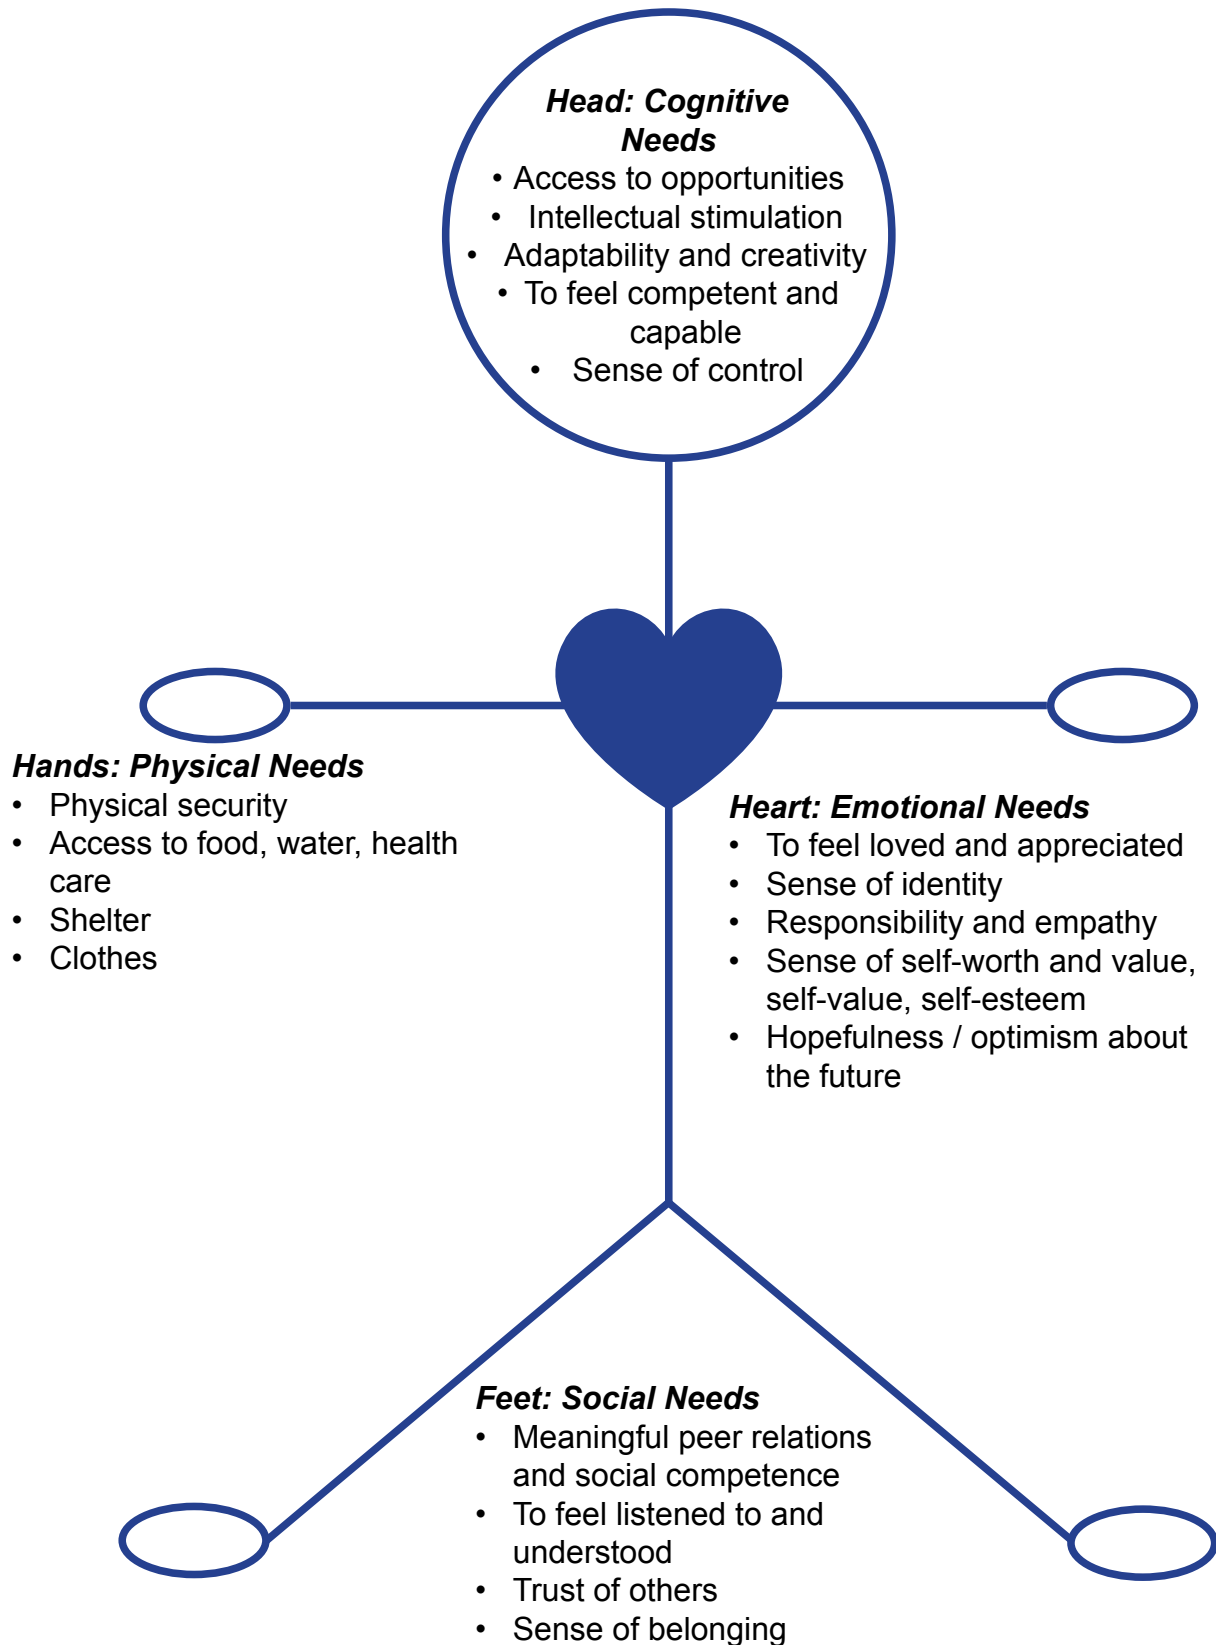 Head: Cognitive
Needs
• Access to opportunities
• Intellectual stimulation
• Adaptability and creativity
• To feel competent and
capable
• Sense of control
Hands: Physical Needs
• Physical security
• Access to food, water, health
care
• Shelter
• Clothes
Heart: Emotional Needs
• To feel loved and appreciated
• Sense of identity
• Responsibility and empathy
• Sense of self-worth and value,
self-value, self-esteem
• Hopefulness / optimism about
the future
Feet: Social Needs
• Meaningful peer relations
and social competence
• To feel listened to and
understood
• Trust of others
• Sense of belonging